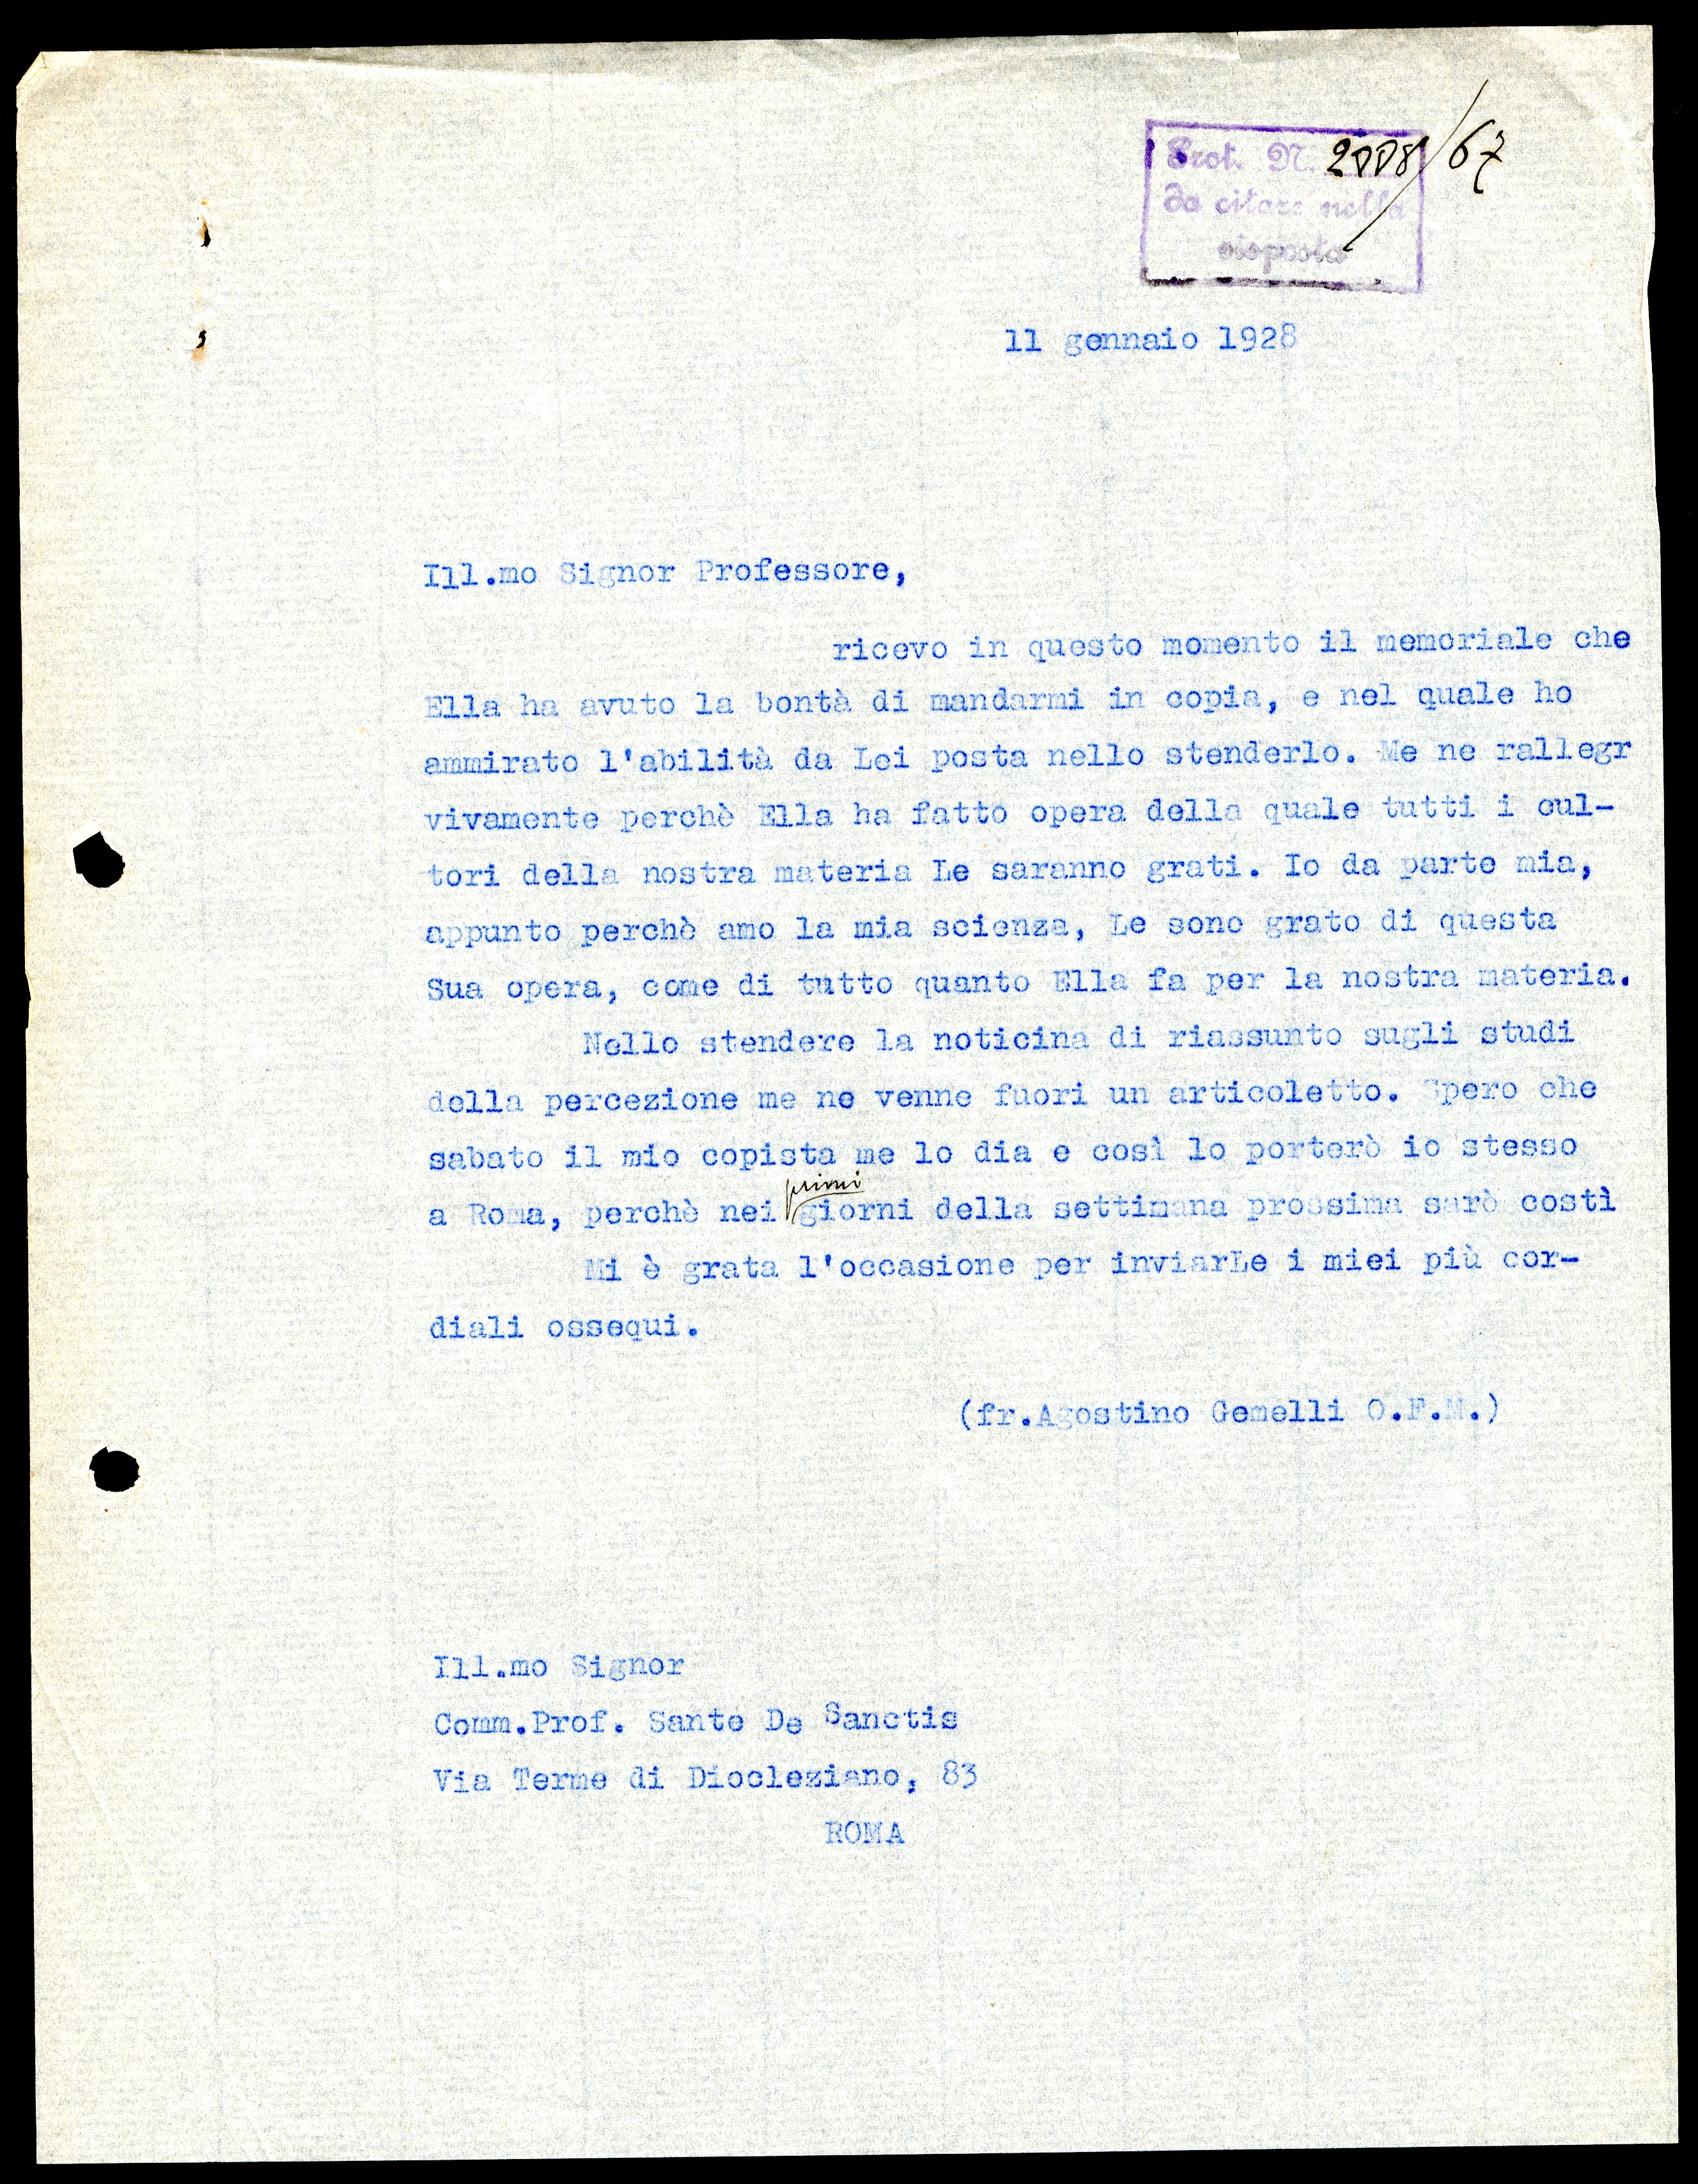 Prot. N. 2008/67
da citare nella
risposta
11 gennaio 1928
Ill.mo Signor Professore,
ricevo in questo momento il memoriale che
Ella ha avuto la bontà di mandarmi in copia, e nel quale ho
ammirato l'abilità da Lei posta nello stenderlo. Me ne rallegr
vivamente perchè Ella ha fatto opera della quale tutti i cul-
tori della nostra materia Le saranno grati. Io da parte mia,
appunto perchè amo la mia scienza, Le sono grato di questa
Sua opera, come di tutto quanto Ella fa per la nostra materia.
Nello stendere la noticina di riassunto sugli studi
della percezione me ne venne fuori un articoletto. Spero che
sabato il mio copista me lo dia e così lo porterò io stesso
a Roma, perchè nei primi giorni della settimana prossima sarò costì
Mi è grata l'occasione per inviarLe i miei più cor-
diali ossequi.
(fr.Agostino Gemelli O.F.M.)
Ill.mo Signor
Comm.Prof. Sante De Sanctis
Via Terme di Diocleziano, 83
ROMA